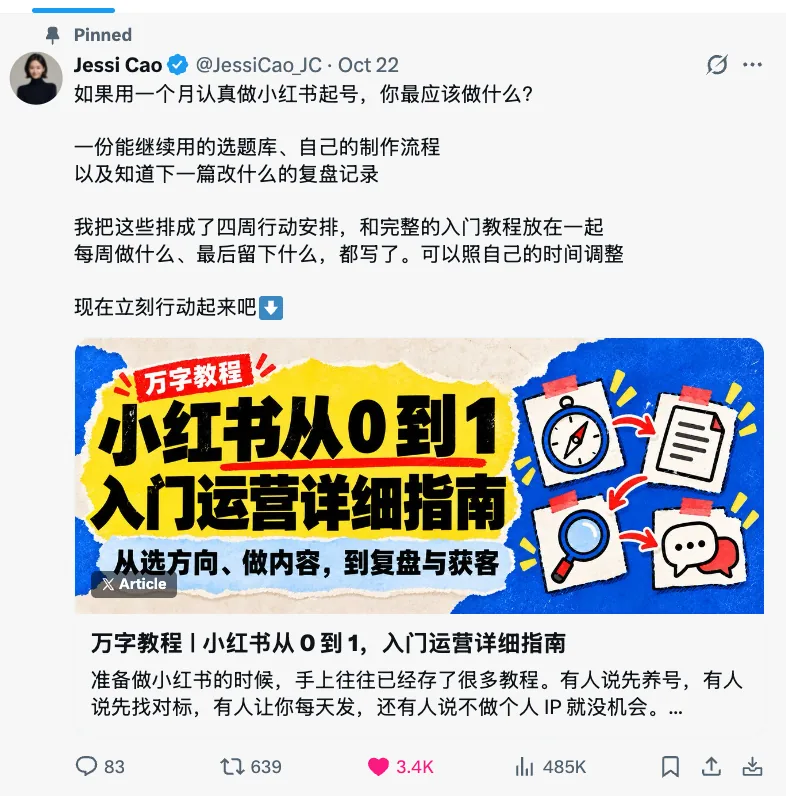 Pinned
Jessi Cao @JessiCao_JC · Oct 22
如果用一个月认真做小红书起号，你最应该做什么？
一份能继续用的选题库、自己的制作流程
以及知道下一篇改什么的复盘记录
我把这些排成了四周行动安排，和完整的入门教程放在一起
每周做什么、最后留下什么，都写了。可以照自己的时间调整
现在立刻行动起来吧⬇️
万字教程
小红书从0到1
入门运营详细指南
从选方向、做内容，到复盘与获客
X Article
万字教程 | 小红书从 0 到 1，入门运营详细指南
准备做小红书的时候，手上往往已经存了很多教程。有人说先养号，有人
说先找对标，有人让你每天发，还有人说不做个人 IP 就没机会。...
83 639 3.4K 485K